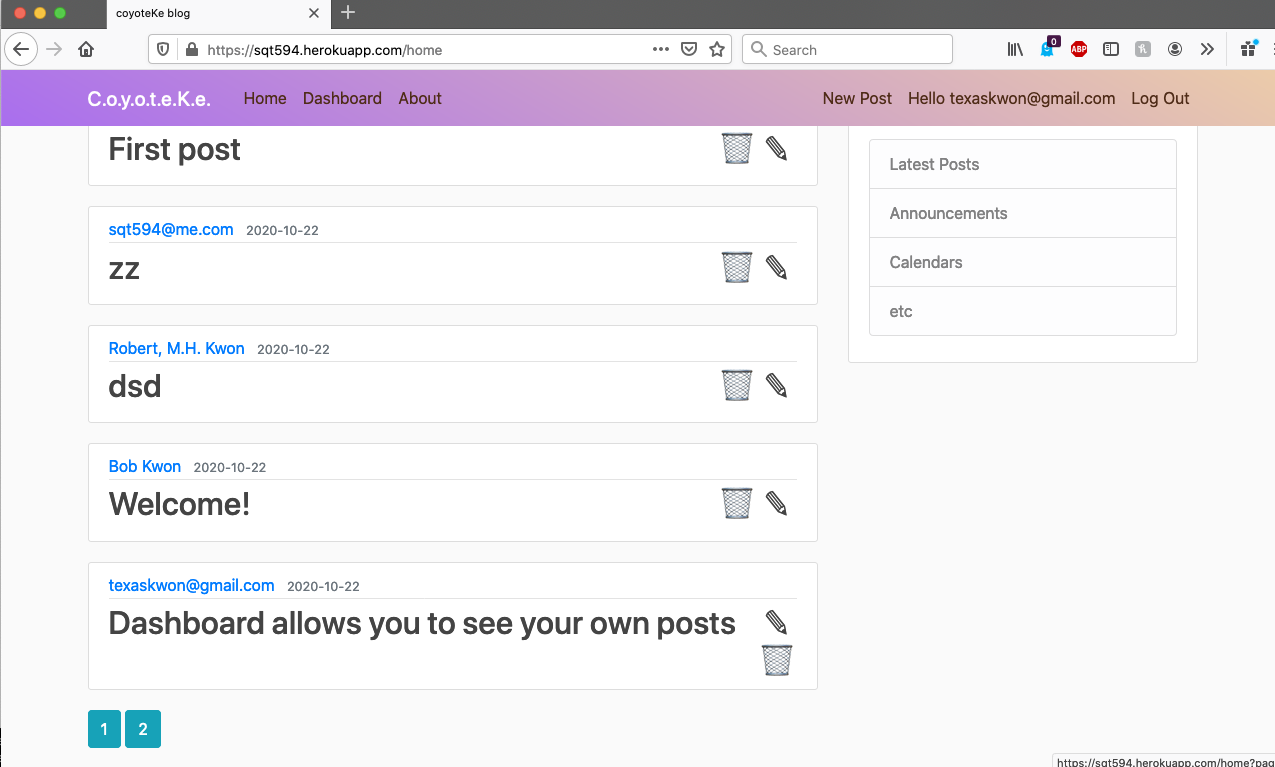 coyoteKe blog
https://sqt594.herokuapp.com/home
Search
0
ABP
C.o.y.o.t.e.K.e. Home Dashboard About New Post Hello texaskwon@gmail.com Log Out
First post
sqt594@me.com 2020-10-22
zz
Robert, M.H. Kwon 2020-10-22
dsd
Bob Kwon 2020-10-22
Welcome!
texaskwon@gmail.com 2020-10-22
Dashboard allows you to see your own posts
1 2
Latest Posts
Announcements
Calendars
etc
https://sqt594.herokuapp.com/home?pag